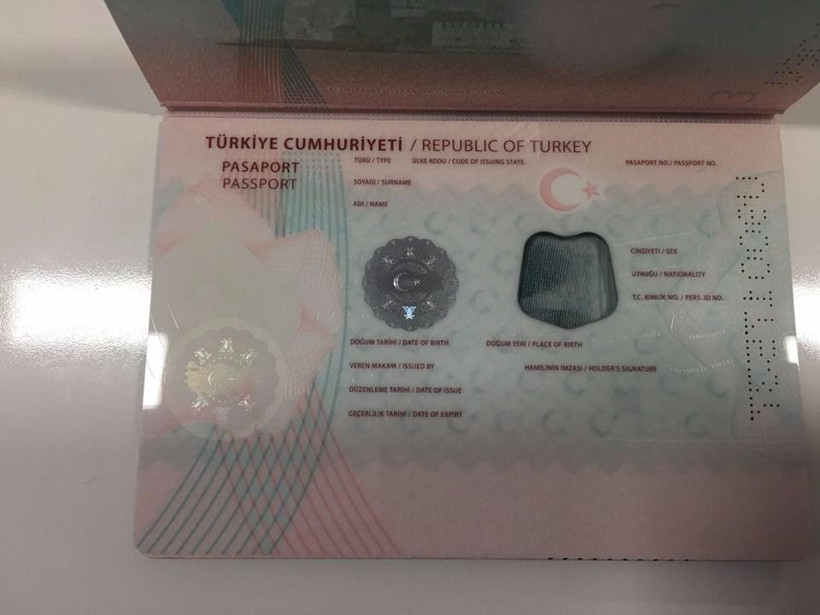 TÜRKİYE CUMHURİYETİ / REPUBLIC OF TURKEY
PASAPORT
PASSPORT
TÜRÜ / TYPE
ÜLKE KODU / CODE OF ISSUING STATE
PASAPORT NO./ PASSPORT NO.
SOYADI / SURNAME
ADI / NAME
CİNSİYETİ / SEX
UYRUĞU / NATIONALITY
T.C. KİMLİK NO. / PERS. ID NO.
DOĞUM TARİHİ / DATE OF BIRTH
DOĞUM YERİ / PLACE OF BIRTH
VEREN MAKAM / ISSUED BY
HAMİLİNİN İMZASI / HOLDER'S SIGNATURE
DÜZENLEME TARİHİ / DATE OF ISSUE
GEÇERLİLİK TARİHİ / DATE OF EXPIRY